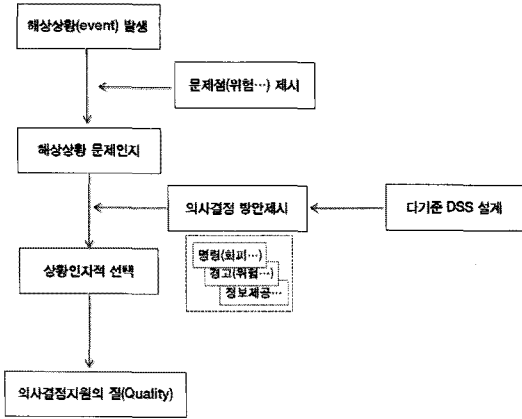 해상상황(event) 발생
문제점(위험…) 제시
해상상황 문제인지
의사결정 방안제시
다기준 DSS 설계
명령(회피…)
경고(위험…)
정보제공…
상황인지적 선택
의사결정지원의 질(Quality)